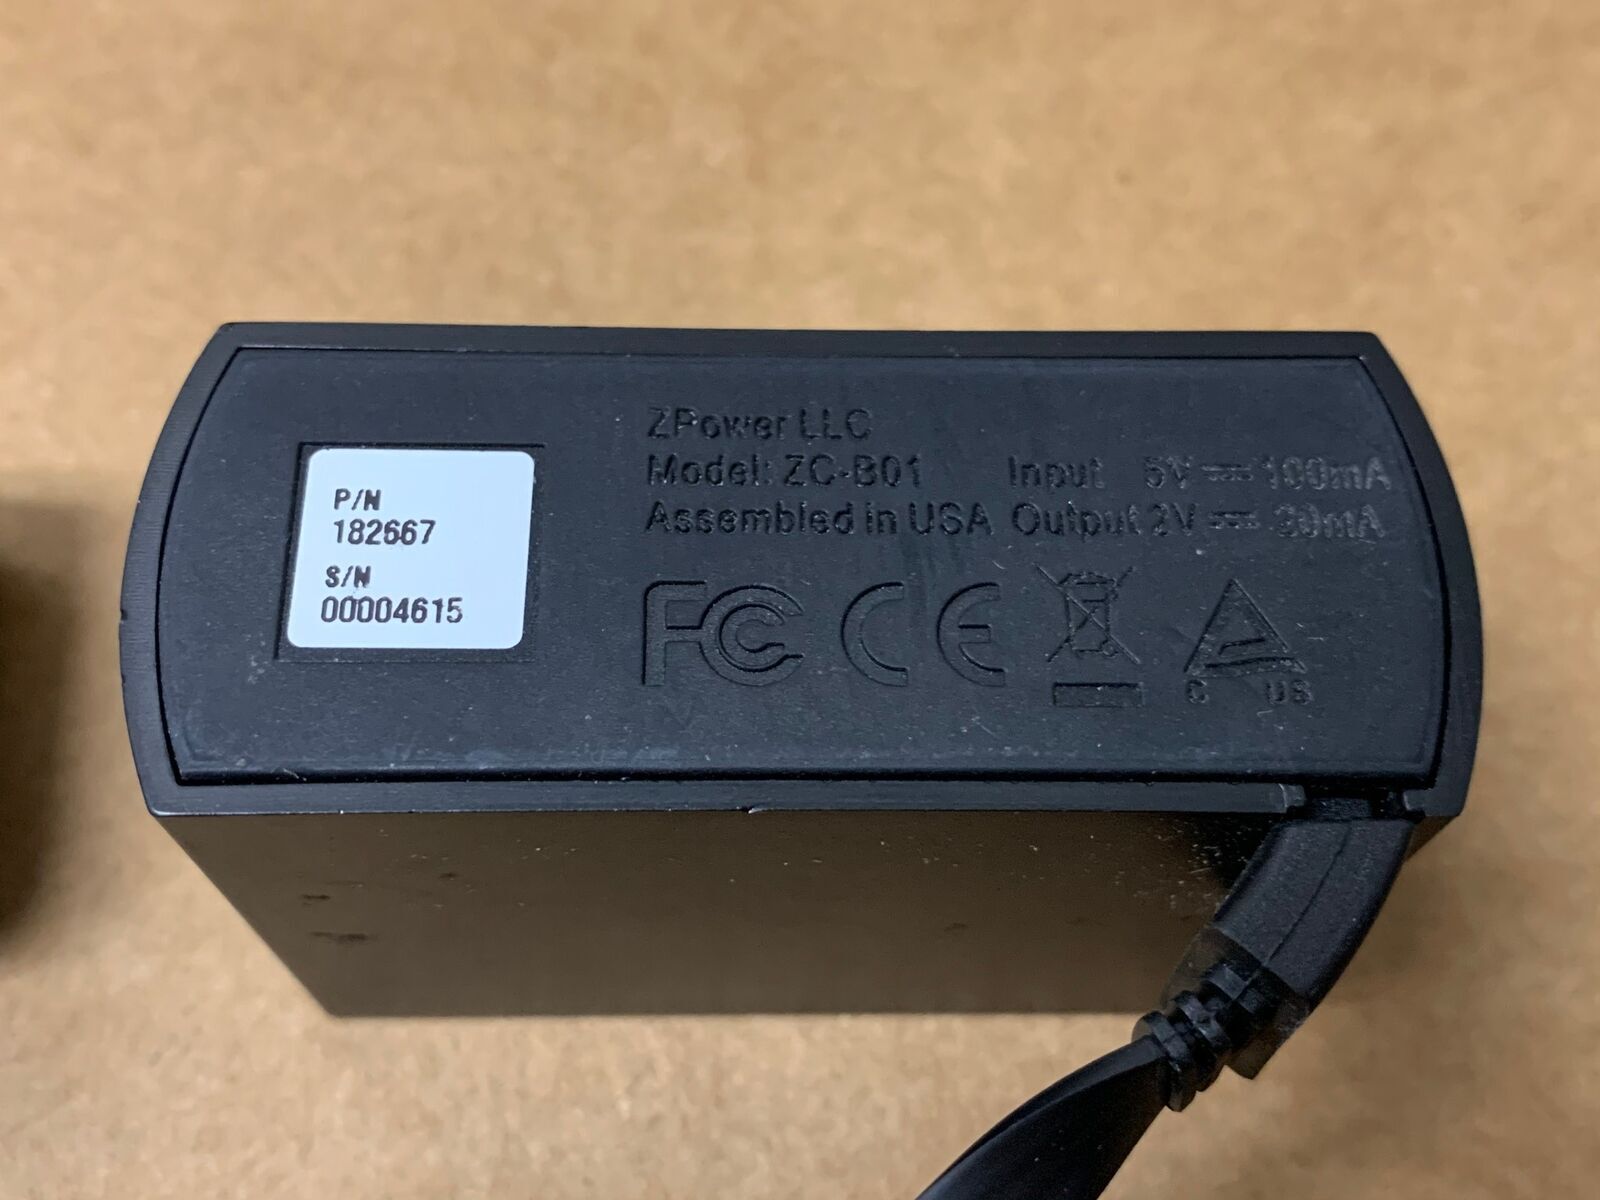 P/N
182667
S/N
00004615
ZPower LLC
Model: ZC-B01 Input 5V ⎓ 100mA
Assembled in USA Output 2V ⎓ 30mA
FC CE
C US